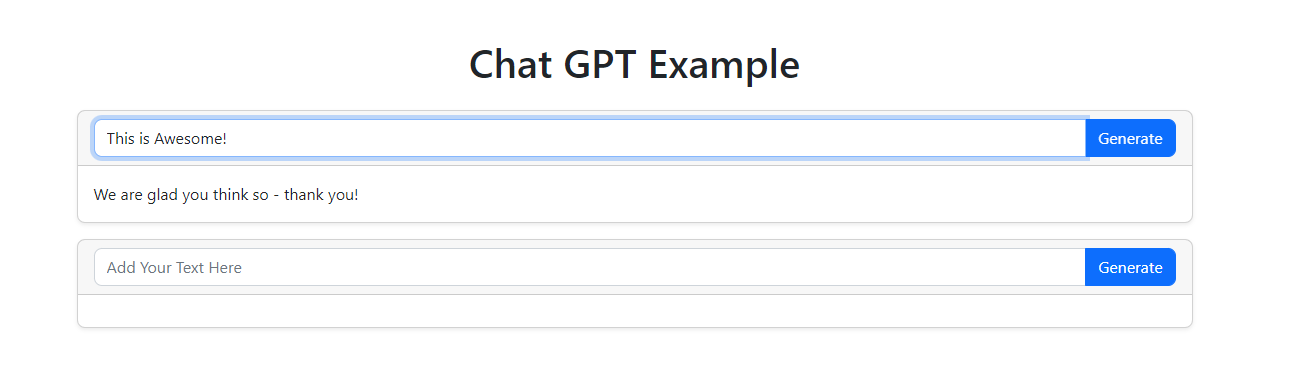 Chat GPT Example
This is Awesome! Generate
We are glad you think so - thank you!
Add Your Text Here Generate